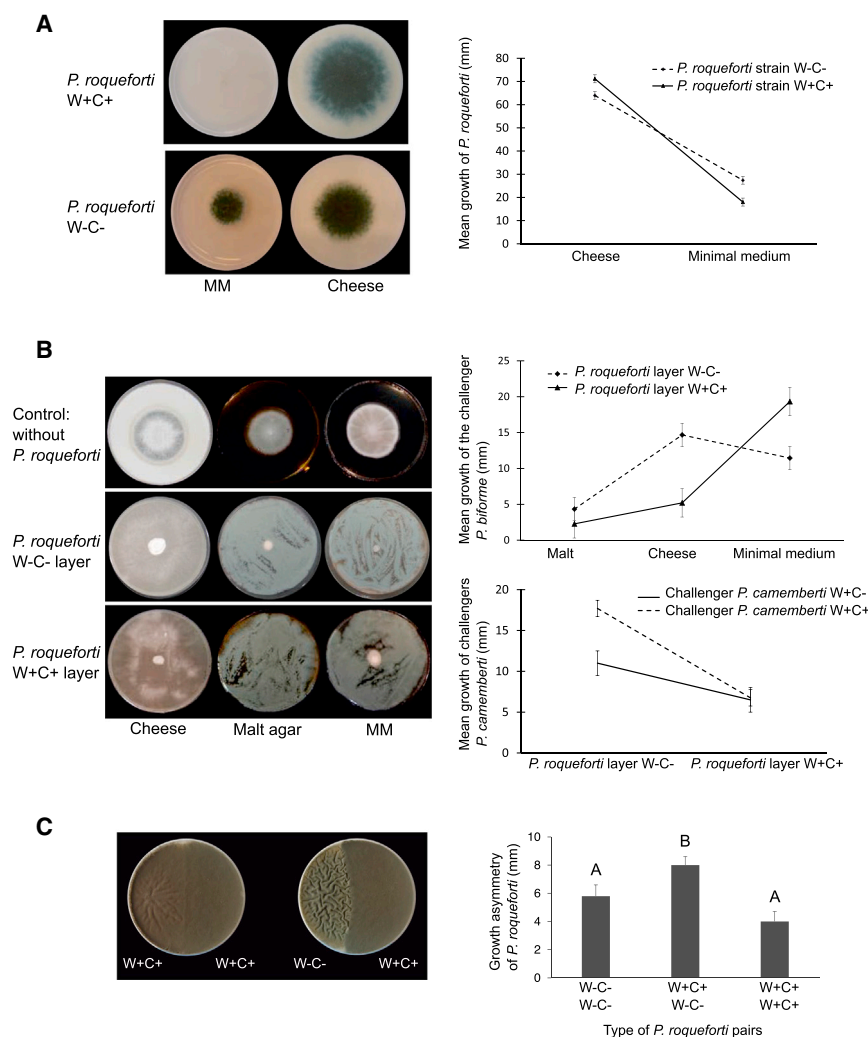 A
P. roqueforti
W+C+
P. roqueforti
W-C-
MM
Cheese
Mean growth of P. roqueforti (mm)
80
70
60
50
40
30
20
10
0
P. roqueforti strain W-C-
P. roqueforti strain W+C+
Cheese
Minimal medium
B
Control:
without
P. roqueforti
P. roqueforti
W-C- layer
P. roqueforti
W+C+ layer
Cheese
Malt agar
MM
Mean growth of the challenger
P. biforme (mm)
25
20
15
10
5
0
P. roqueforti layer W-C-
P. roqueforti layer W+C+
Malt
Cheese
Minimal medium
Mean growth of challengers
P. camemberti (mm)
20
15
10
5
0
Challenger P. camemberti W+C-
Challenger P. camemberti W+C+
P. roqueforti layer W-C-
P. roqueforti layer W+C+
C
W+C+
W+C+
W-C-
W+C+
Growth asymmetry
of P. roqueforti (mm)
10
8
6
4
2
0
A
B
A
W-C-
W-C-
W+C+
W-C-
W+C+
W+C+
Type of P. roqueforti pairs